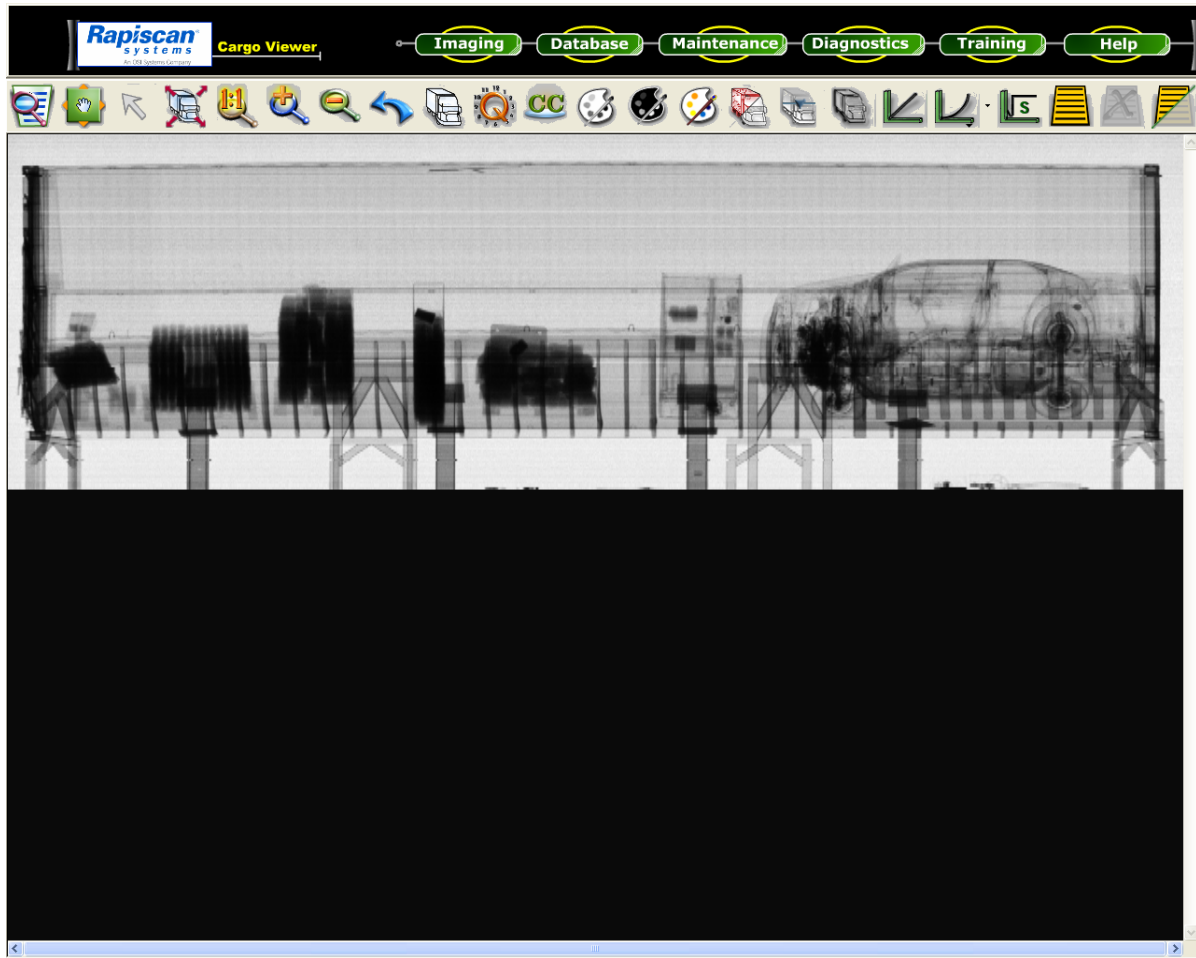 Rapiscan
systems
An OSI Systems Company
Cargo Viewer
Imaging
Database
Maintenance
Diagnostics
Training
Help
1:1
Q
CC
S
X